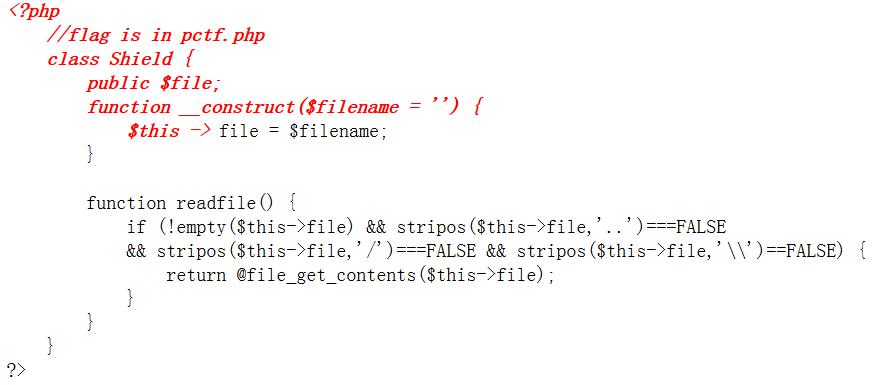 <?php
//flag is in pctf.php
class Shield {
public $file;
function __construct($filename = '') {
$this -> file = $filename;
}
function readfile() {
if (!empty($this->file) && stripos($this->file,'..')===FALSE
&& stripos($this->file,'/')===FALSE && stripos($this->file,'\\')==FALSE) {
return @file_get_contents($this->file);
}
}
}
?>